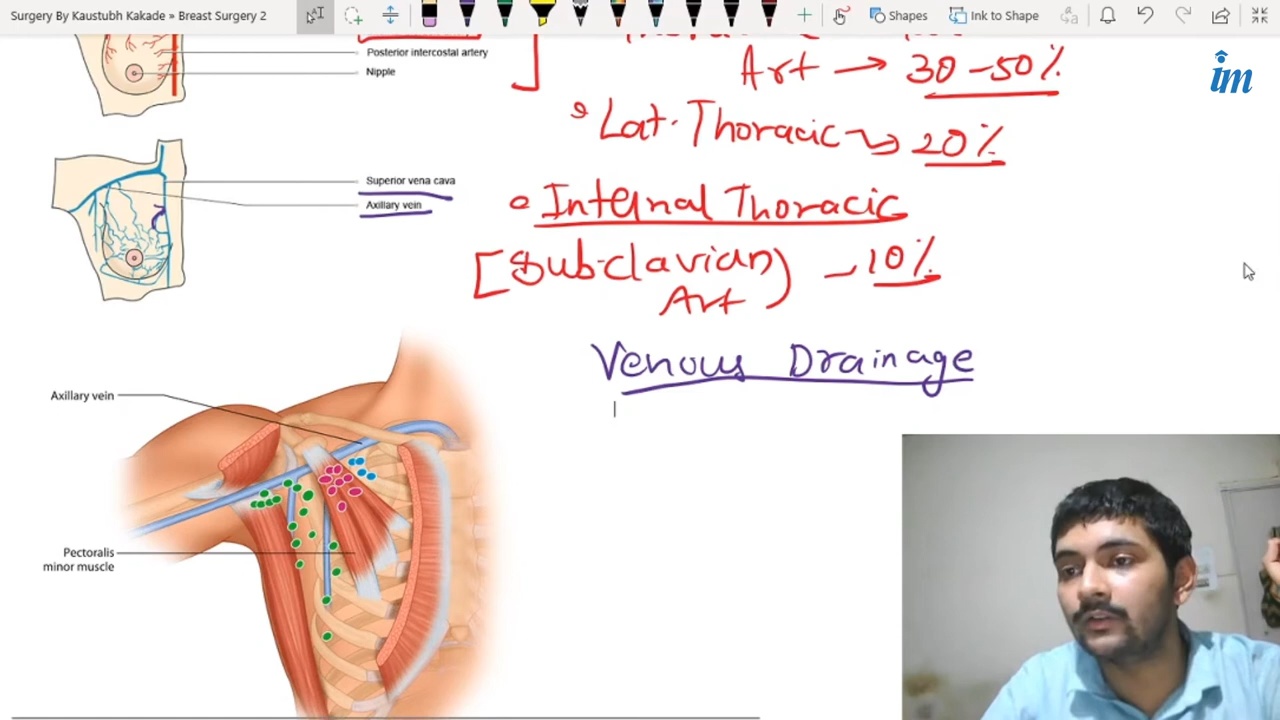 Surgery By Kaustubh Kakade » Breast Surgery 2
Shapes
Ink to Shape
im
Posterior intercostal artery
Nipple
Art → 30-50%
• Lat. Thoracic → 20%
Superior vena cava
Axillary vein
• Internal Thoracic
[Sub-clavian) - 10%
Art
Venous Drainage
Axillary vein
Pectoralis
minor muscle